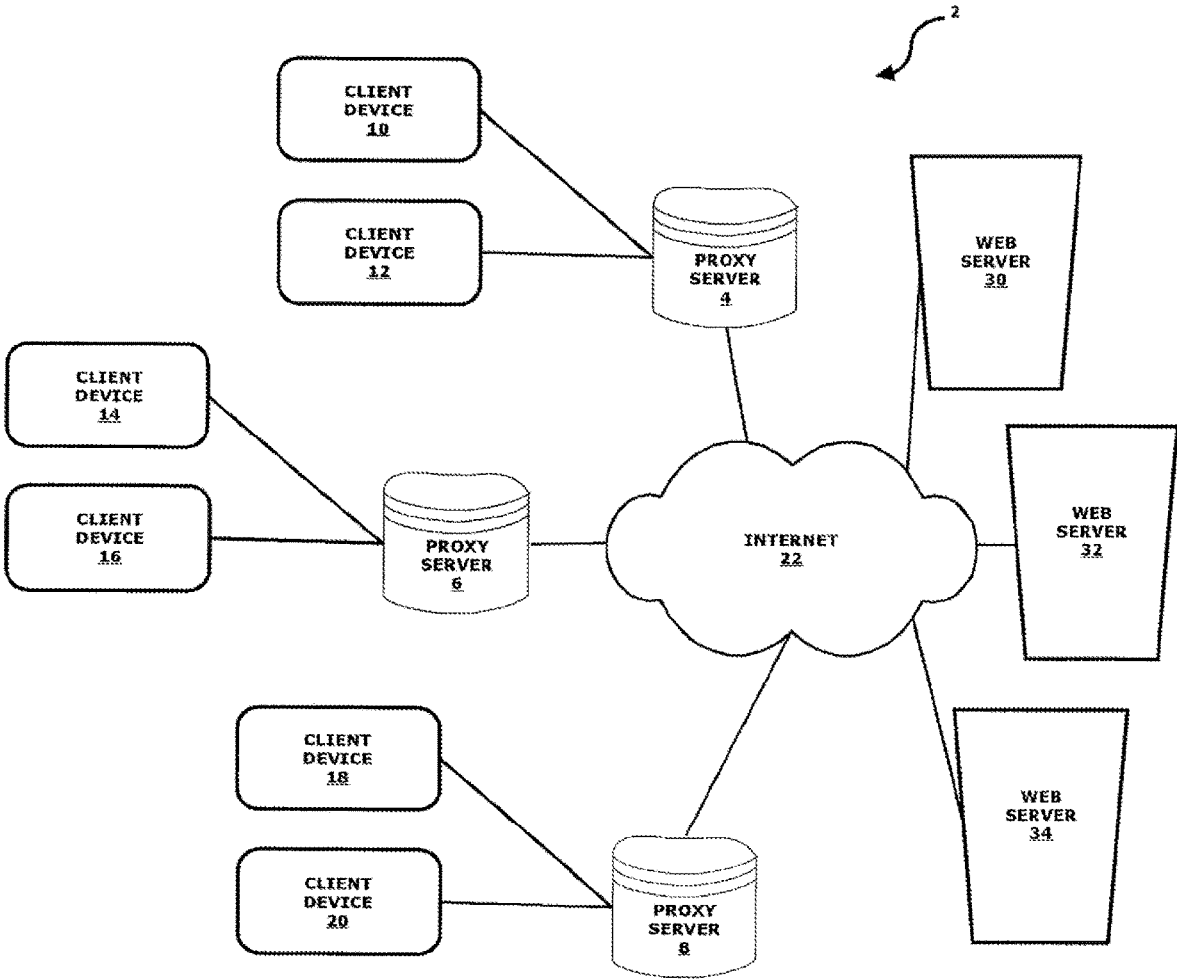 2
CLIENT
DEVICE
10
CLIENT
DEVICE
12
PROXY
SERVER
4
WEB
SERVER
30
CLIENT
DEVICE
14
CLIENT
DEVICE
16
PROXY
SERVER
6
INTERNET
22
WEB
SERVER
32
CLIENT
DEVICE
18
CLIENT
DEVICE
20
PROXY
SERVER
8
WEB
SERVER
34